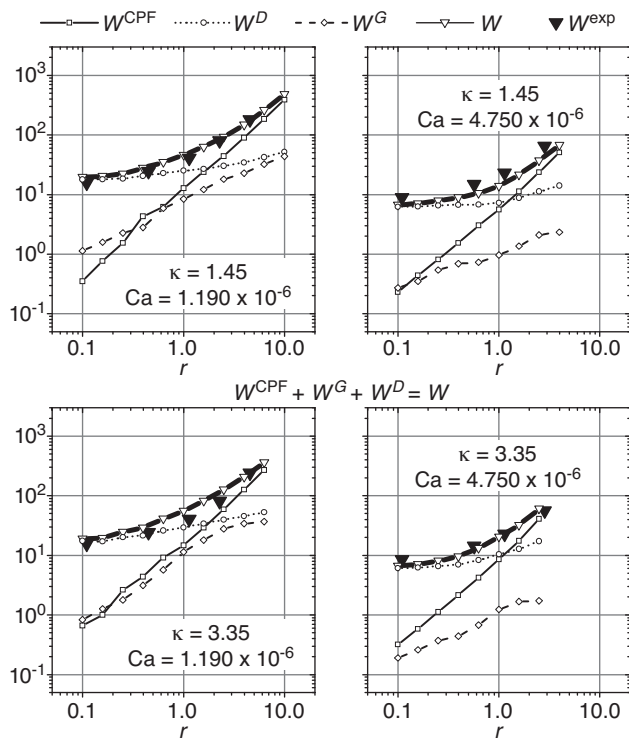 W^CPF W^D W^G W W^exp
10^3
10^2
10^1
10^0
10^-1
κ = 1.45
Ca = 1.190 x 10^-6
κ = 1.45
Ca = 4.750 x 10^-6
0.1 1.0 10.0 0.1 1.0 10.0
r r
W^CPF + W^G + W^D = W
10^3
10^2
10^1
10^0
10^-1
κ = 3.35
Ca = 1.190 x 10^-6
κ = 3.35
Ca = 4.750 x 10^-6
0.1 1.0 10.0 0.1 1.0 10.0
r r